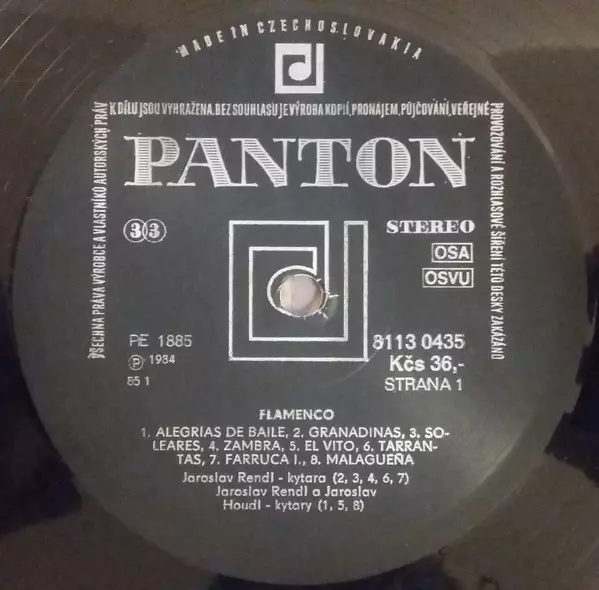 MADE IN CZECHOSLOVAKIA
VŠECHNA PRÁVA VÝROBCE A VLASTNÍKŮ AUTORSKÝCH PRÁV
K DÍLU JSOU VYHRAŽENA. BEZ SOUHLASU JE VÝROBA KOPIÍ, PRONAJEM, PŮJČOVÁNÍ, VEŘEJNÉ
PROVOZOVÁNÍ A ROZHLASOVÉ ŠÍŘENÍ TÉTO DESKY ZAKÁZÁNO
PANTON
33
STEREO
OSA
OSVU
PE 1885
8113 0435
Ⓟ 1984
Kčs 36,-
85 1
STRANA 1
FLAMENCO
1. ALEGRIAS DE BAILE, 2. GRANADINAS, 3. SO-
LEARES, 4. ZAMBRA, 5. EL VITO, 6. TARRAN-
TAS, 7. FARRUCA I., 8. MALAGUEÑA
Jaroslav Rendl - kytara (2, 3, 4, 6, 7)
Jaroslav Rendl a Jaroslav
Houdl - kytary (1, 5, 8)